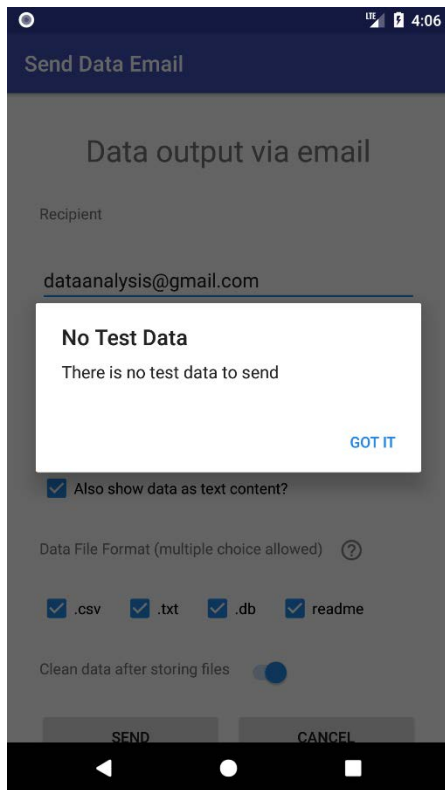 LTE 4:06
Send Data Email
Data output via email
Recipient
dataanalysis@gmail.com
No Test Data
There is no test data to send
GOT IT
Also show data as text content?
Data File Format (multiple choice allowed) ?
.csv .txt .db readme
Clean data after storing files
SEND CANCEL